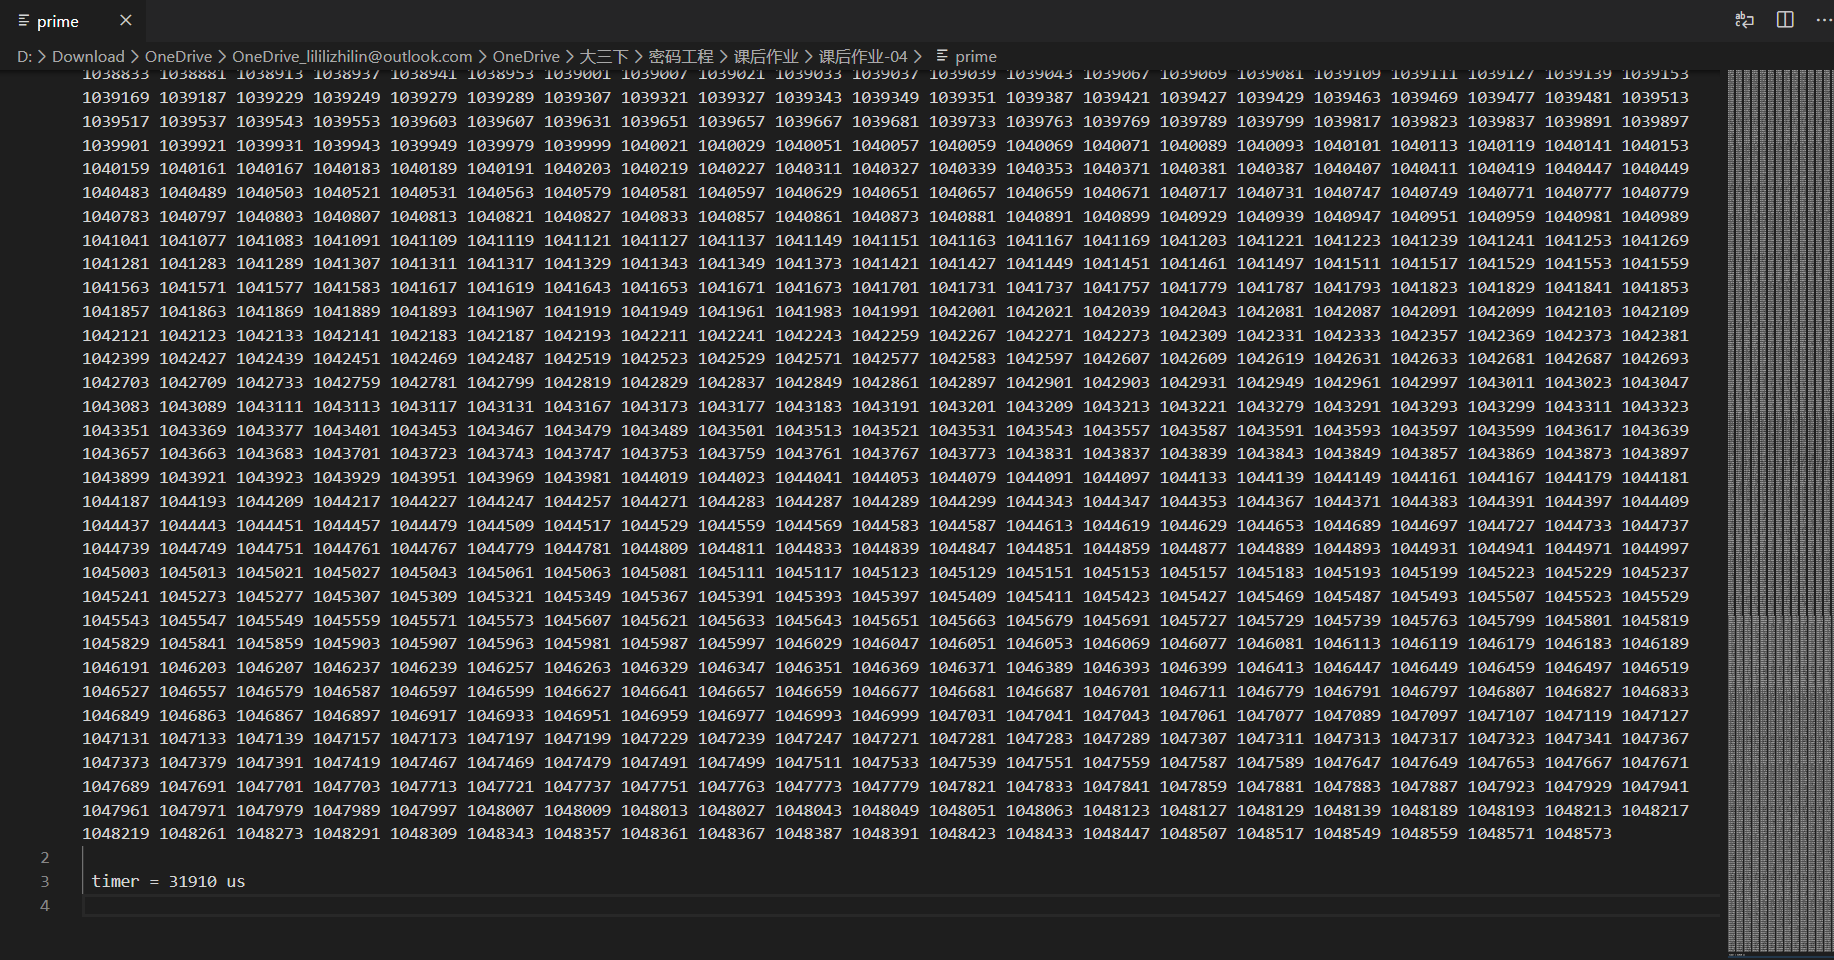 prime
D: > Download > OneDrive > OneDrive_lililizhilin@outlook.com > OneDrive > 大三下 > 密码工程 > 课后作业 > 课后作业-04 > prime
1038833 1038881 1038913 1038937 1038941 1038953 1039001 1039007 1039021 1039033 1039037 1039039 1039043 1039067 1039069 1039081 1039109 1039111 1039127 1039139 1039153
1039169 1039187 1039229 1039249 1039279 1039289 1039307 1039321 1039327 1039343 1039349 1039351 1039387 1039421 1039427 1039429 1039463 1039469 1039477 1039481 1039513
1039517 1039537 1039543 1039553 1039603 1039607 1039631 1039651 1039657 1039667 1039681 1039733 1039763 1039769 1039789 1039799 1039817 1039823 1039837 1039891 1039897
1039901 1039921 1039931 1039943 1039949 1039979 1039999 1040021 1040029 1040051 1040057 1040059 1040069 1040071 1040089 1040093 1040101 1040113 1040119 1040141 1040153
1040159 1040161 1040167 1040183 1040189 1040191 1040203 1040219 1040227 1040311 1040327 1040339 1040353 1040371 1040381 1040387 1040407 1040411 1040419 1040447 1040449
1040483 1040489 1040503 1040521 1040531 1040563 1040579 1040581 1040597 1040629 1040651 1040657 1040659 1040671 1040717 1040731 1040747 1040749 1040771 1040777 1040779
1040783 1040797 1040803 1040807 1040813 1040821 1040827 1040833 1040857 1040861 1040873 1040881 1040891 1040899 1040929 1040939 1040947 1040951 1040959 1040981 1040989
1041041 1041077 1041083 1041091 1041109 1041119 1041121 1041127 1041137 1041149 1041151 1041163 1041167 1041169 1041203 1041221 1041223 1041239 1041241 1041253 1041269
1041281 1041283 1041289 1041307 1041311 1041317 1041329 1041343 1041349 1041373 1041421 1041427 1041449 1041451 1041461 1041497 1041511 1041517 1041529 1041553 1041559
1041563 1041571 1041577 1041583 1041617 1041619 1041643 1041653 1041671 1041673 1041701 1041731 1041737 1041757 1041779 1041787 1041793 1041823 1041829 1041841 1041853
1041857 1041863 1041869 1041889 1041893 1041907 1041919 1041949 1041961 1041983 1041991 1042001 1042021 1042039 1042043 1042081 1042087 1042091 1042099 1042103 1042109
1042121 1042123 1042133 1042141 1042183 1042187 1042193 1042211 1042241 1042243 1042259 1042267 1042271 1042273 1042309 1042331 1042333 1042357 1042369 1042373 1042381
1042399 1042427 1042439 1042451 1042469 1042487 1042519 1042523 1042529 1042571 1042577 1042583 1042597 1042607 1042609 1042619 1042631 1042633 1042681 1042687 1042693
1042703 1042709 1042733 1042759 1042781 1042799 1042819 1042829 1042837 1042849 1042861 1042897 1042901 1042903 1042931 1042949 1042961 1042997 1043011 1043023 1043047
1043083 1043089 1043111 1043113 1043117 1043131 1043167 1043173 1043177 1043183 1043191 1043201 1043209 1043213 1043221 1043279 1043291 1043293 1043299 1043311 1043323
1043351 1043369 1043377 1043401 1043453 1043467 1043479 1043489 1043501 1043513 1043521 1043531 1043543 1043557 1043587 1043591 1043593 1043597 1043599 1043617 1043639
1043657 1043663 1043683 1043701 1043723 1043743 1043747 1043753 1043759 1043761 1043767 1043773 1043831 1043837 1043839 1043843 1043849 1043857 1043869 1043873 1043897
1043899 1043921 1043923 1043929 1043951 1043969 1043981 1044019 1044023 1044041 1044053 1044079 1044091 1044097 1044133 1044139 1044149 1044161 1044167 1044179 1044181
1044187 1044193 1044209 1044217 1044227 1044247 1044257 1044271 1044283 1044287 1044289 1044299 1044343 1044347 1044353 1044367 1044371 1044383 1044391 1044397 1044409
1044437 1044443 1044451 1044457 1044479 1044509 1044517 1044529 1044559 1044569 1044583 1044587 1044613 1044619 1044629 1044653 1044689 1044697 1044727 1044733 1044737
1044739 1044749 1044751 1044761 1044767 1044779 1044781 1044809 1044811 1044833 1044839 1044847 1044851 1044859 1044877 1044889 1044893 1044931 1044941 1044971 1044997
1045003 1045013 1045021 1045027 1045043 1045061 1045063 1045081 1045111 1045117 1045123 1045129 1045151 1045153 1045157 1045183 1045193 1045199 1045223 1045229 1045237
1045241 1045273 1045277 1045307 1045309 1045321 1045349 1045367 1045391 1045393 1045397 1045409 1045411 1045423 1045427 1045469 1045487 1045493 1045507 1045523 1045529
1045543 1045547 1045549 1045559 1045571 1045573 1045607 1045621 1045633 1045643 1045651 1045663 1045679 1045691 1045727 1045729 1045739 1045763 1045799 1045801 1045819
1045829 1045841 1045859 1045903 1045907 1045963 1045981 1045987 1045997 1046029 1046047 1046051 1046053 1046069 1046077 1046081 1046113 1046119 1046179 1046183 1046189
1046191 1046203 1046207 1046237 1046239 1046257 1046263 1046329 1046347 1046351 1046369 1046371 1046389 1046393 1046399 1046413 1046447 1046449 1046459 1046497 1046519
1046527 1046557 1046579 1046587 1046597 1046599 1046627 1046641 1046657 1046659 1046677 1046681 1046687 1046701 1046711 1046779 1046791 1046797 1046807 1046827 1046833
1046849 1046863 1046867 1046897 1046917 1046933 1046951 1046959 1046977 1046993 1046999 1047031 1047041 1047043 1047061 1047077 1047089 1047097 1047107 1047119 1047127
1047131 1047133 1047139 1047157 1047173 1047197 1047199 1047229 1047239 1047247 1047271 1047281 1047283 1047289 1047307 1047311 1047313 1047317 1047323 1047341 1047367
1047373 1047379 1047391 1047419 1047467 1047469 1047479 1047491 1047499 1047511 1047533 1047539 1047551 1047559 1047587 1047589 1047647 1047649 1047653 1047667 1047671
1047689 1047691 1047701 1047703 1047713 1047721 1047737 1047751 1047763 1047773 1047779 1047821 1047833 1047841 1047859 1047881 1047883 1047887 1047923 1047929 1047941
1047961 1047971 1047979 1047989 1047997 1048007 1048009 1048013 1048027 1048043 1048049 1048051 1048063 1048123 1048127 1048129 1048139 1048189 1048193 1048213 1048217
1048219 1048261 1048273 1048291 1048309 1048343 1048357 1048361 1048367 1048387 1048391 1048423 1048433 1048447 1048507 1048517 1048549 1048559 1048571 1048573
2
3 timer = 31910 us
4